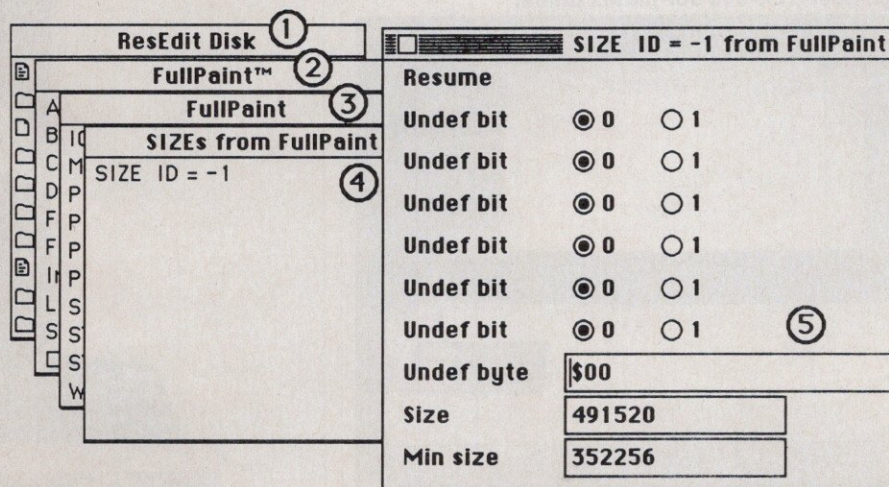 ResEdit Disk 1
FullPaint™ 2
A
B
C
D
F
F
L
S
FullPaint 3
M
P
P
P
P
S
W
SIZEs from FullPaint
SIZE ID = -1 4
SIZE ID = -1 from FullPaint
Resume
Undef bit 0 1
Undef bit 0 1
Undef bit 0 1
Undef bit 0 1
Undef bit 0 1
Undef bit 0 1
5
Undef byte $00
Size 491520
Min size 352256